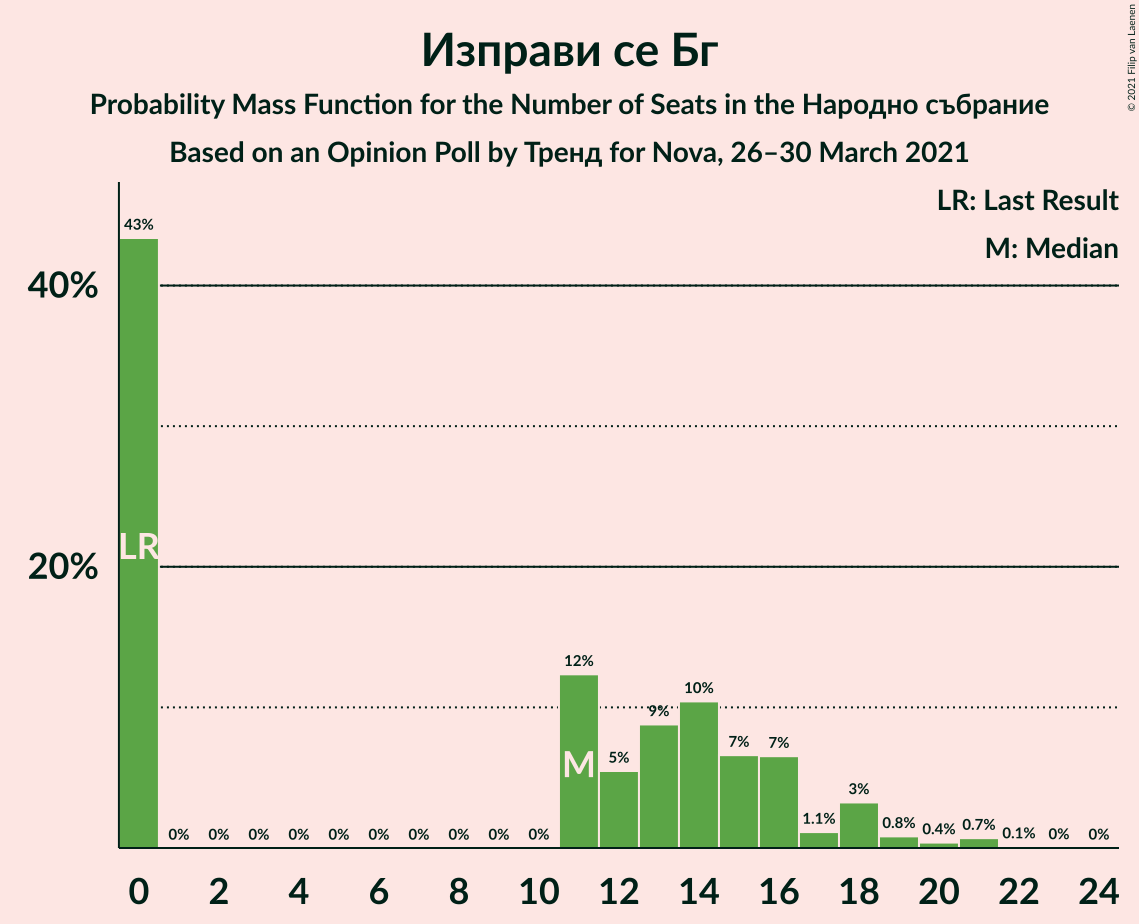 Изправи се Бг
Probability Mass Function for the Number of Seats in the Народно събрание
Based on an Opinion Poll by Тренд for Nova, 26–30 March 2021
© 2021 Filip van Laenen
LR: Last Result
M: Median
43%
40%
LR
20%
12%
10%
9%
7%
7%
M
5%
3%
1.1%
0.8%
0.4%
0.7%
0.1%
0% 0% 0% 0% 0% 0% 0% 0% 0% 0% 0% 0%
0 2 4 6 8 10 12 14 16 18 20 22 24